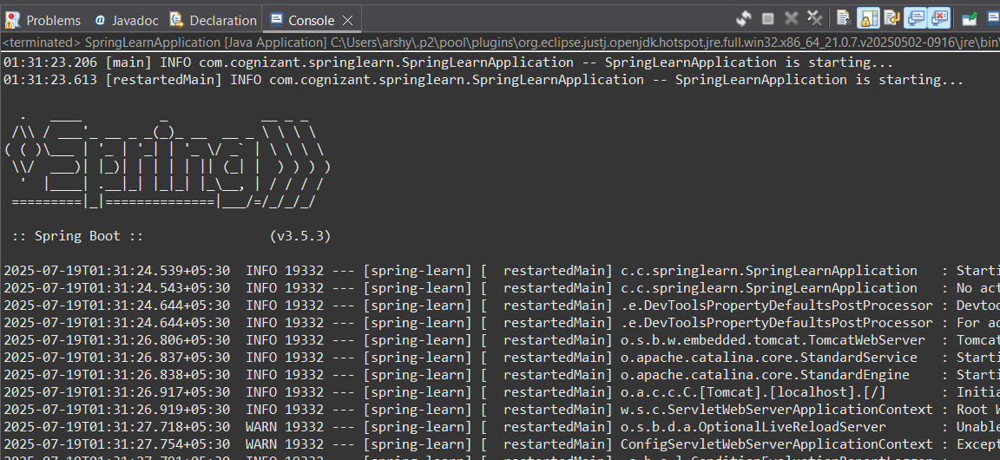 Problems @ Javadoc Declaration Console
<terminated> SpringLearnApplication [Java Application] C:\Users\arshy\.p2\pool\plugins\org.eclipse.justj.openjdk.hotspot.jre.full.win32.x86_64_21.0.7.v20250502-0916\jre\bin\
01:31:23.206 [main] INFO com.cognizant.springlearn.SpringLearnApplication -- SpringLearnApplication is starting...
01:31:23.613 [restartedMain] INFO com.cognizant.springlearn.SpringLearnApplication -- SpringLearnApplication is starting...
  .   ____          _            __ _ _
 /\\ / ___'_ __ _ _(_)_ __  __ _ \ \ \ \
( ( )\___ | '_ | '_| | '_ \/ _` | \ \ \ \
 \\/  ___)| |_)| | | | | || (_| |  ) ) ) )
  '  |____| .__|_| |_|_| |_\__, | / / / /
 =========|_|==============|___/=/_/_/_/
 :: Spring Boot ::                (v3.5.3)
2025-07-19T01:31:24.539+05:30  INFO 19332 --- [spring-learn] [  restartedMain] c.c.springlearn.SpringLearnApplication   : Starti
2025-07-19T01:31:24.543+05:30  INFO 19332 --- [spring-learn] [  restartedMain] c.c.springlearn.SpringLearnApplication   : No act
2025-07-19T01:31:24.644+05:30  INFO 19332 --- [spring-learn] [  restartedMain] .e.DevToolsPropertyDefaultsPostProcessor : Devtoo
2025-07-19T01:31:24.644+05:30  INFO 19332 --- [spring-learn] [  restartedMain] .e.DevToolsPropertyDefaultsPostProcessor : For ad
2025-07-19T01:31:26.806+05:30  INFO 19332 --- [spring-learn] [  restartedMain] o.s.b.w.embedded.tomcat.TomcatWebServer  : Tomcat
2025-07-19T01:31:26.837+05:30  INFO 19332 --- [spring-learn] [  restartedMain] o.apache.catalina.core.StandardService   : Starti
2025-07-19T01:31:26.838+05:30  INFO 19332 --- [spring-learn] [  restartedMain] o.apache.catalina.core.StandardEngine    : Starti
2025-07-19T01:31:26.917+05:30  INFO 19332 --- [spring-learn] [  restartedMain] o.a.c.c.C.[Tomcat].[localhost].[/]       : Initia
2025-07-19T01:31:26.919+05:30  INFO 19332 --- [spring-learn] [  restartedMain] w.s.c.ServletWebServerApplicationContext : Root W
2025-07-19T01:31:27.718+05:30  WARN 19332 --- [spring-learn] [  restartedMain] o.s.b.d.a.OptionalLiveReloadServer       : Unable
2025-07-19T01:31:27.754+05:30  WARN 19332 --- [spring-learn] [  restartedMain] ConfigServletWebServerApplicationContext : Except